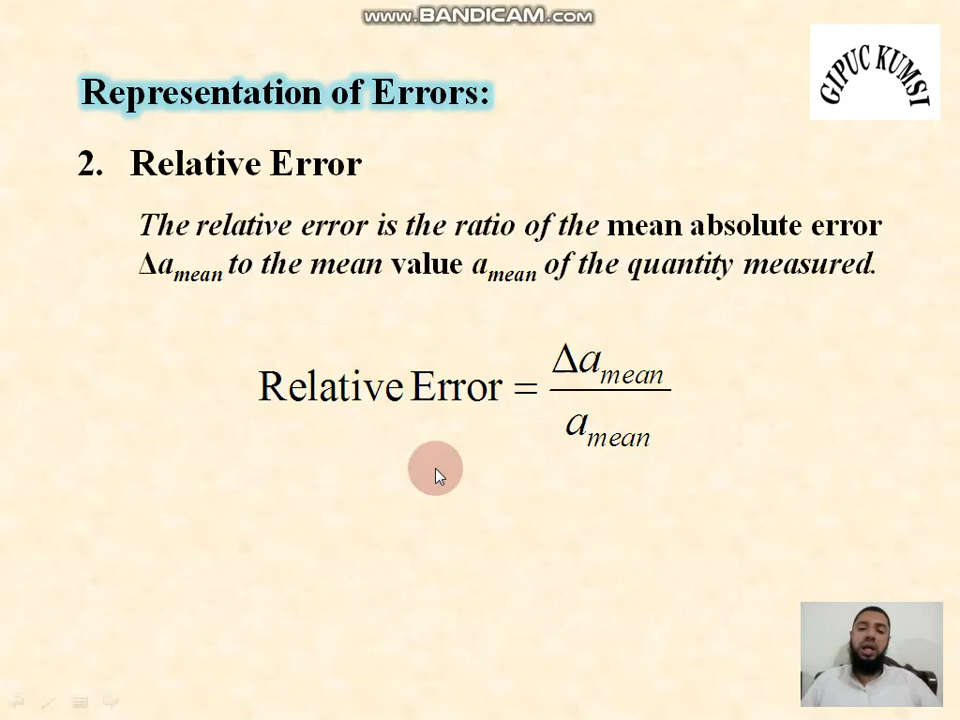 www.BANDICAM.com
GIPUC KUMSI
Representation of Errors:
2. Relative Error
The relative error is the ratio of the mean absolute error
Δa_mean to the mean value a_mean of the quantity measured.
Relative Error = Δa_mean / a_mean